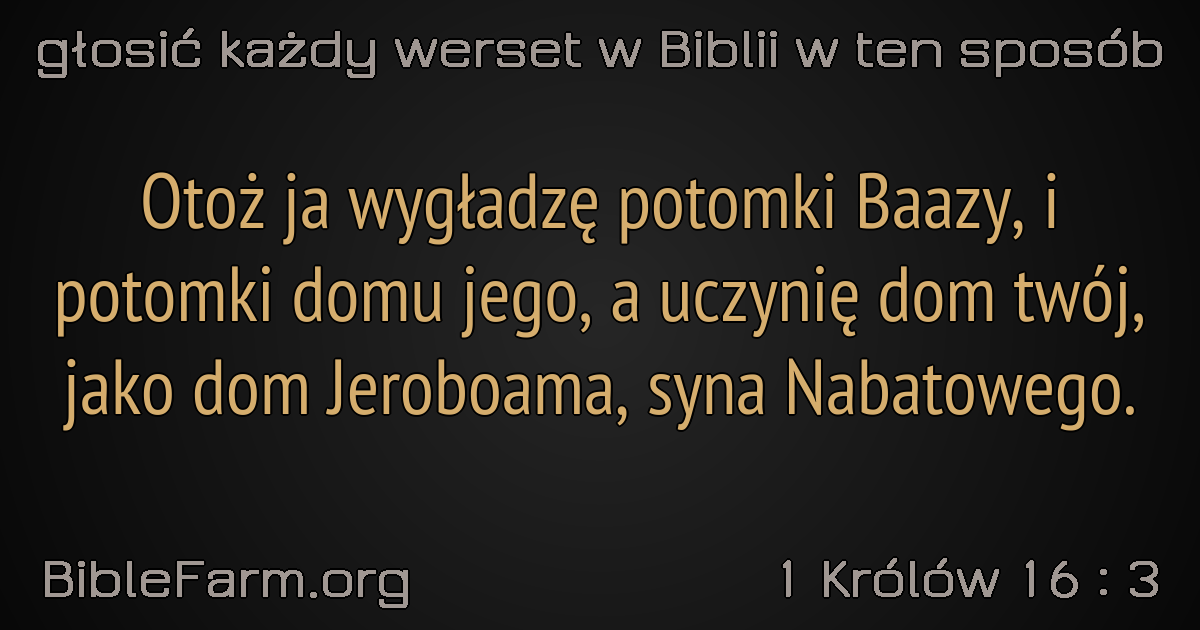 głosić każdy werset w Biblii w ten sposób
Otoż ja wygładzę potomki Baazy, i
potomki domu jego, a uczynię dom twój,
jako dom Jeroboama, syna Nabatowego.
BibleFarm.org
1 Królów 16 : 3